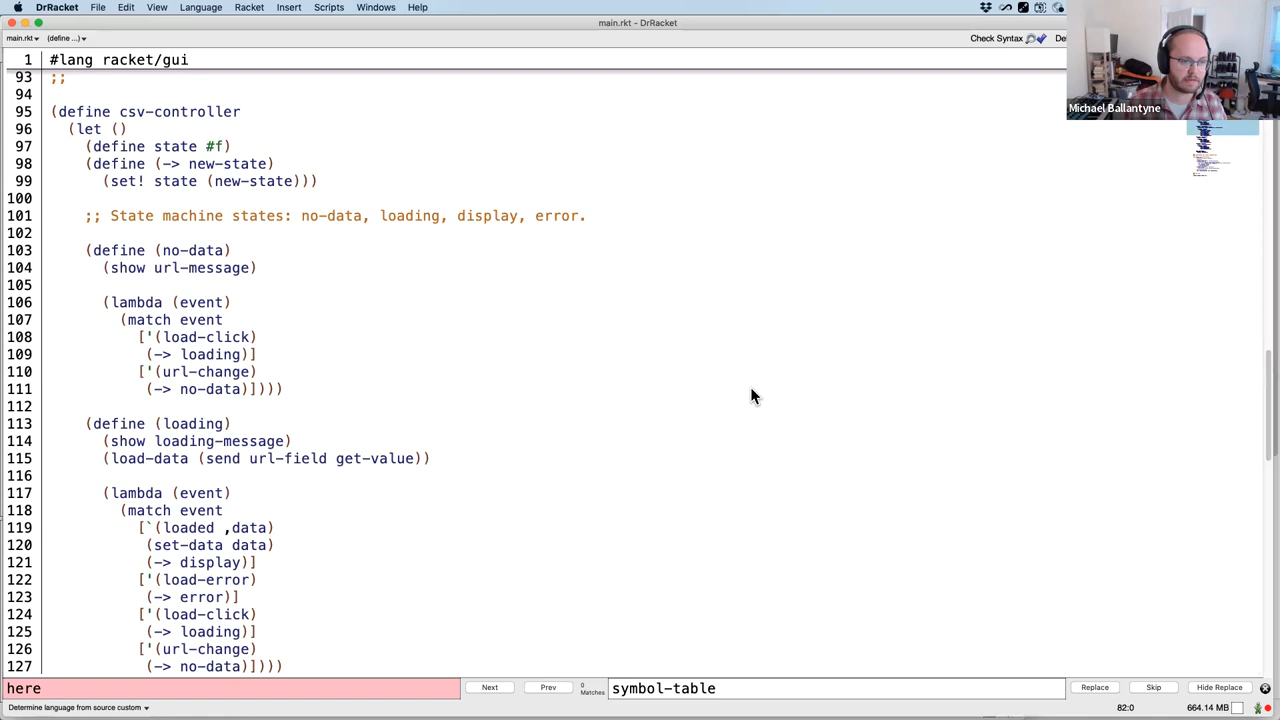 DrRacket File Edit View Language Racket Insert Scripts Windows Help
main.rkt - DrRacket
main.rkt (define ...) Check Syntax De
1 #lang racket/gui
93 ;;
94
95 (define csv-controller
96 (let ()
97 (define state #f)
98 (define (-> new-state)
99 (set! state (new-state)))
100
101 ;; State machine states: no-data, loading, display, error.
102
103 (define (no-data)
104 (show url-message)
105
106 (lambda (event)
107 (match event
108 ['(load-click)
109 (-> loading)]
110 ['(url-change)
111 (-> no-data)])))
112
113 (define (loading)
114 (show loading-message)
115 (load-data (send url-field get-value))
116
117 (lambda (event)
118 (match event
119 [`(loaded ,data)
120 (set-data data)
121 (-> display)]
122 ['(load-error)
123 (-> error)]
124 ['(load-click)
125 (-> loading)]
126 ['(url-change)
127 (-> no-data)])))
Michael Ballantyne
here Next Prev 0 Matches symbol-table Replace Skip Hide Replace
Determine language from source custom 82:0 664.14 MB